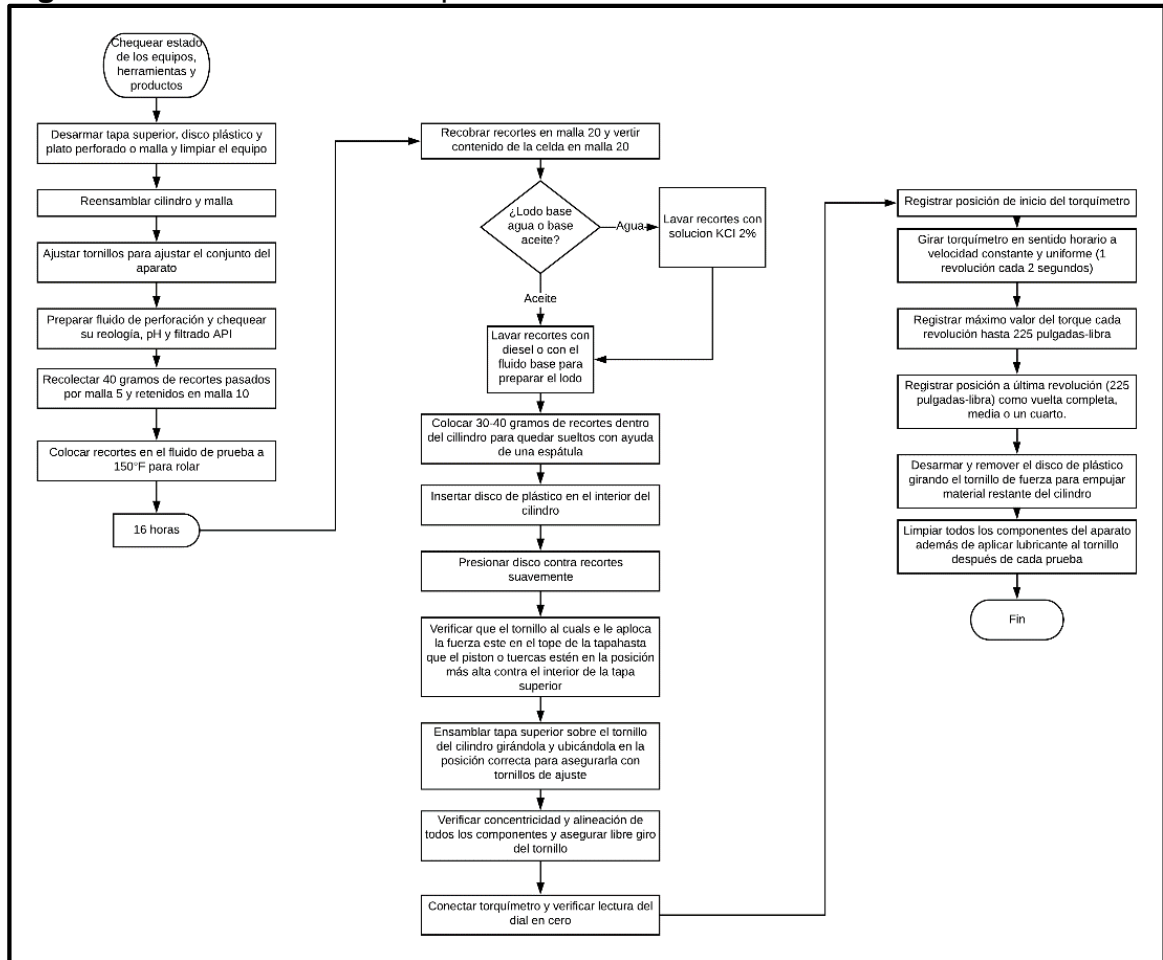 Chequear estado
de los equipos,
herramientas y
productos
Desarmar tapa superior, disco plástico y
plato perforado o malla y limpiar el equipo
Reensamblar cilindro y malla
Ajustar tornillos para ajustar el conjunto del
aparato
Preparar fluido de perforación y chequear
su reología, pH y filtrado API
Recolectar 40 gramos de recortes pasados
por malla 5 y retenidos en malla 10
Colocar recortes en el fluido de prueba a
150°F para rolar
16 horas
Recobrar recortes en malla 20 y vertir
contenido de la celda en malla 20
¿Lodo base
agua o base
aceite?
Agua
Lavar recortes con
solucion KCl 2%
Aceite
Lavar recortes con
diesel o con el
fluido base para
preparar el lodo
Colocar 30-40 gramos de recortes dentro
del cillindro para quedar sueltos con ayuda
de una espátula
Insertar disco de plástico en el interior del
cilindro
Presionar disco contra recortes
suavemente
Verificar que el tornillo al cuals e le aploca
la fuerza este en el tope de la tapahasta
que el piston o tuercas estén en la posición
más alta contra el interior de la tapa
superior
Ensamblar tapa superior sobre el tornillo
del cilindro girándola y ubicándola en la
posición correcta para asegurarla con
tornillos de ajuste
Verificar concentricidad y alineación de
todos los componentes y asegurar libre giro
del tornillo
Conectar torquímetro y verificar lectura del
dial en cero
Registrar posición de inicio del torquímetro
Girar torquímetro en sentido horario a
velocidad constante y uniforme (1
revolución cada 2 segundos)
Registrar máximo valor del torque cada
revolución hasta 225 pulgadas-libra
Registrar posición a última revolución (225
pulgadas-libra) como vuelta completa,
media o un cuarto.
Desarmar y remover el disco de plástico
girando el tornillo de fuerza para empujar
material restante del cilindro
Limpiar todos los componentes del aparato
además de aplicar lubricante al tornillo
después de cada prueba
Fin